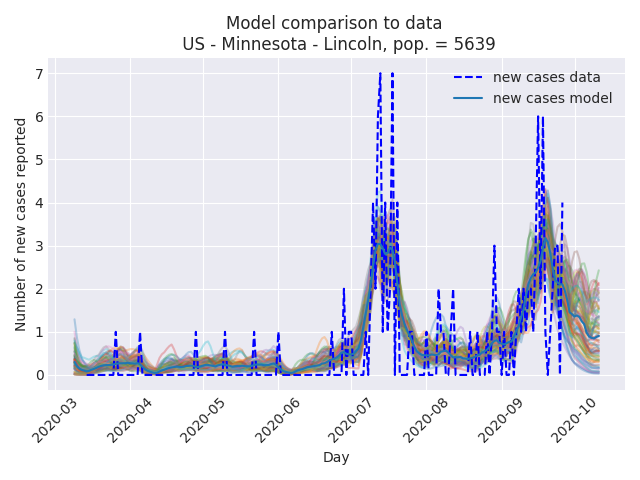 Model comparison to data
US - Minnesota - Lincoln, pop. = 5639
new cases data
new cases model
Number of new cases reported
7
6
5
4
3
2
1
0
2020-03
2020-04
2020-05
2020-06
2020-07
2020-08
2020-09
2020-10
Day